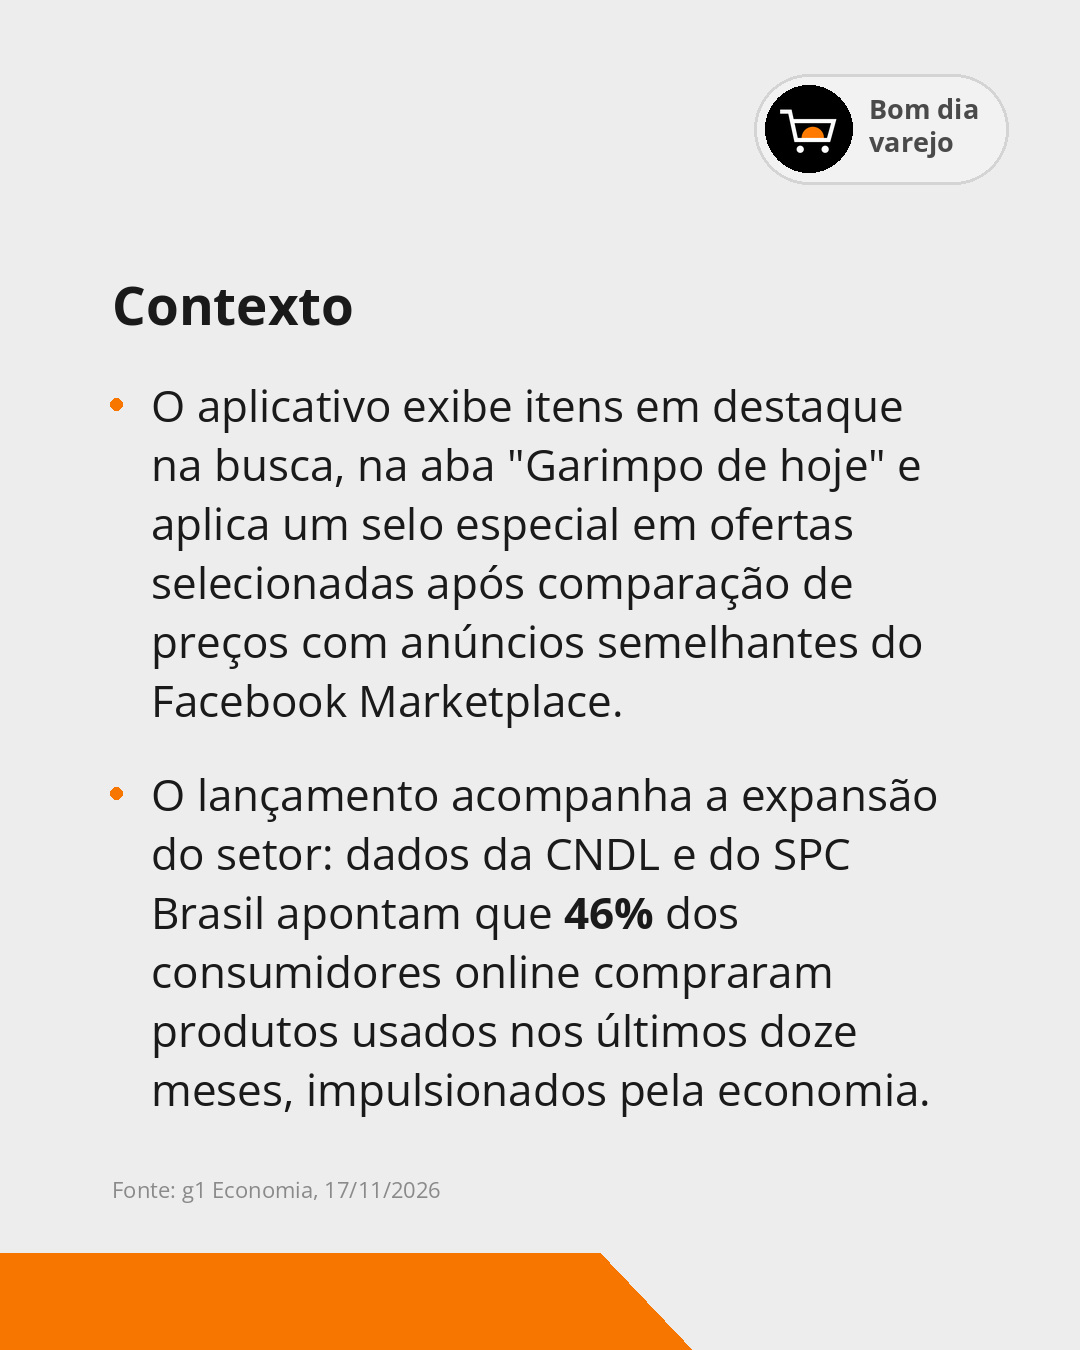 Bom dia
varejo
Contexto
O aplicativo exibe itens em destaque
na busca, na aba "Garimpo de hoje" e
aplica um selo especial em ofertas
selecionadas após comparação de
preços com anúncios semelhantes do
Facebook Marketplace.
O lançamento acompanha a expansão
do setor: dados da CNDL e do SPC
Brasil apontam que 46% dos
consumidores online compraram
produtos usados nos últimos doze
meses, impulsionados pela economia.
Fonte: g1 Economia, 17/11/2026